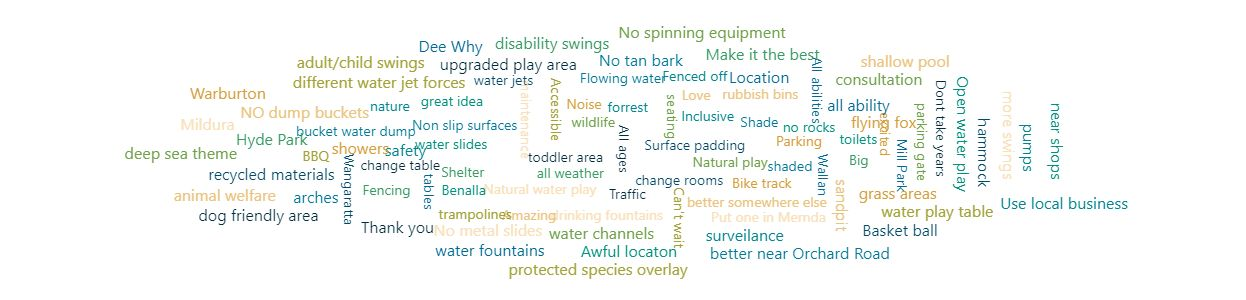 No spinning equipment
Dee Why
disability swings
Make it the best
adult/child swings
upgraded play area
No tan bark
shallow pool
different water jet forces
water jets
Flowing water
Fenced off
Location
All abilities
consultation
Warburton
NO dump buckets
nature
great idea
maintenance
Accessible
Noise
forrest
seating
Love
rubbish bins
all ability
Dont take years
Open water play
more swings
near shops
Mildura
Hyde Park
bucket water dump
Non slip surfaces
wildlife
Inclusive
Shade
no rocks
flying fox
excited
parking gate
hammock
pumps
deep sea theme
BBQ
showers
safety
water slides
All ages
Surface padding
Parking
toilets
Mill Park
recycled materials
Wangaratta
change table
Shelter
toddler area
all weather
Natural play
shaded
Wallan
Big
animal welfare
arches
Fencing
tables
Benalla
Natural water play
Traffic
change rooms
Bike track
sandpit
grass areas
dog friendly area
Thank you
trampolines
Amazing
drinking fountains
Can't wait
better somewhere else
Put one in Mernda
water play table
Use local business
No metal slides
water channels
surveilance
Basket ball
water fountains
Awful locaton
better near Orchard Road
protected species overlay